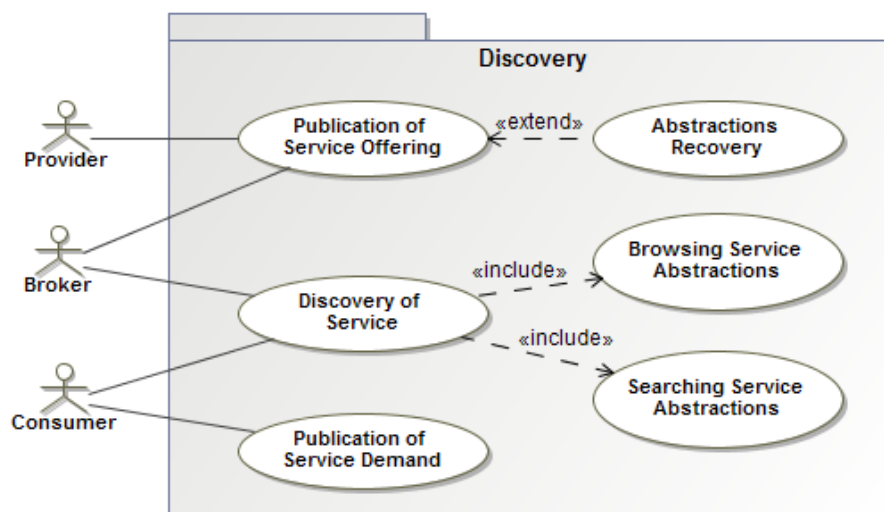 Discovery
Provider
Publication of
Service Offering
«extend»
Abstractions
Recovery
Broker
Browsing Service
Abstractions
«include»
Discovery of
Service
«include»
Consumer
Searching Service
Abstractions
Publication of
Service Demand